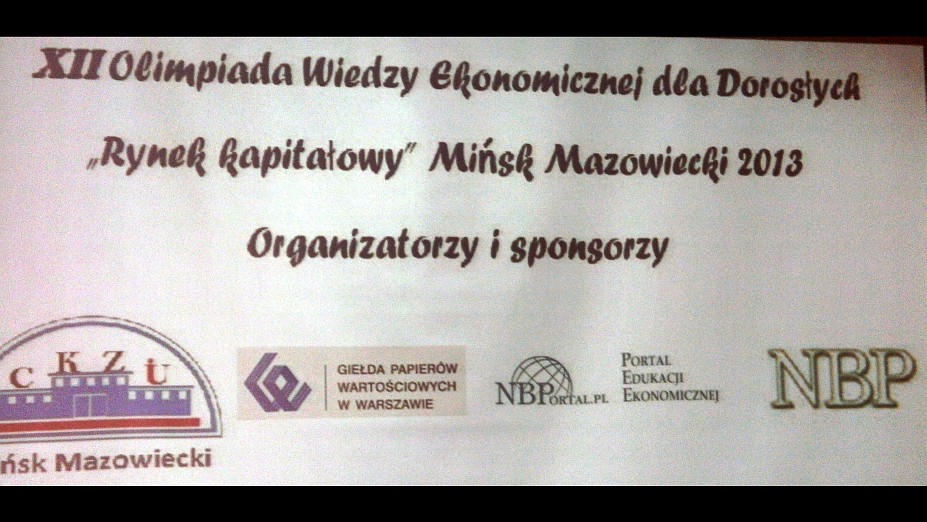 XII Olimpiada Wiedzy Ekonomicznej dla Dorosłych
„Rynek kapitałowy” Mińsk Mazowiecki 2013
Organizatorzy i sponsorzy
CKZU
ńsk Mazowiecki
GIEŁDA PAPIERÓW
WARTOŚCIOWYCH
W WARSZAWIE
NBPORTAL.PL
PORTAL
EDUKACJI
EKONOMICZNEJ
NBP